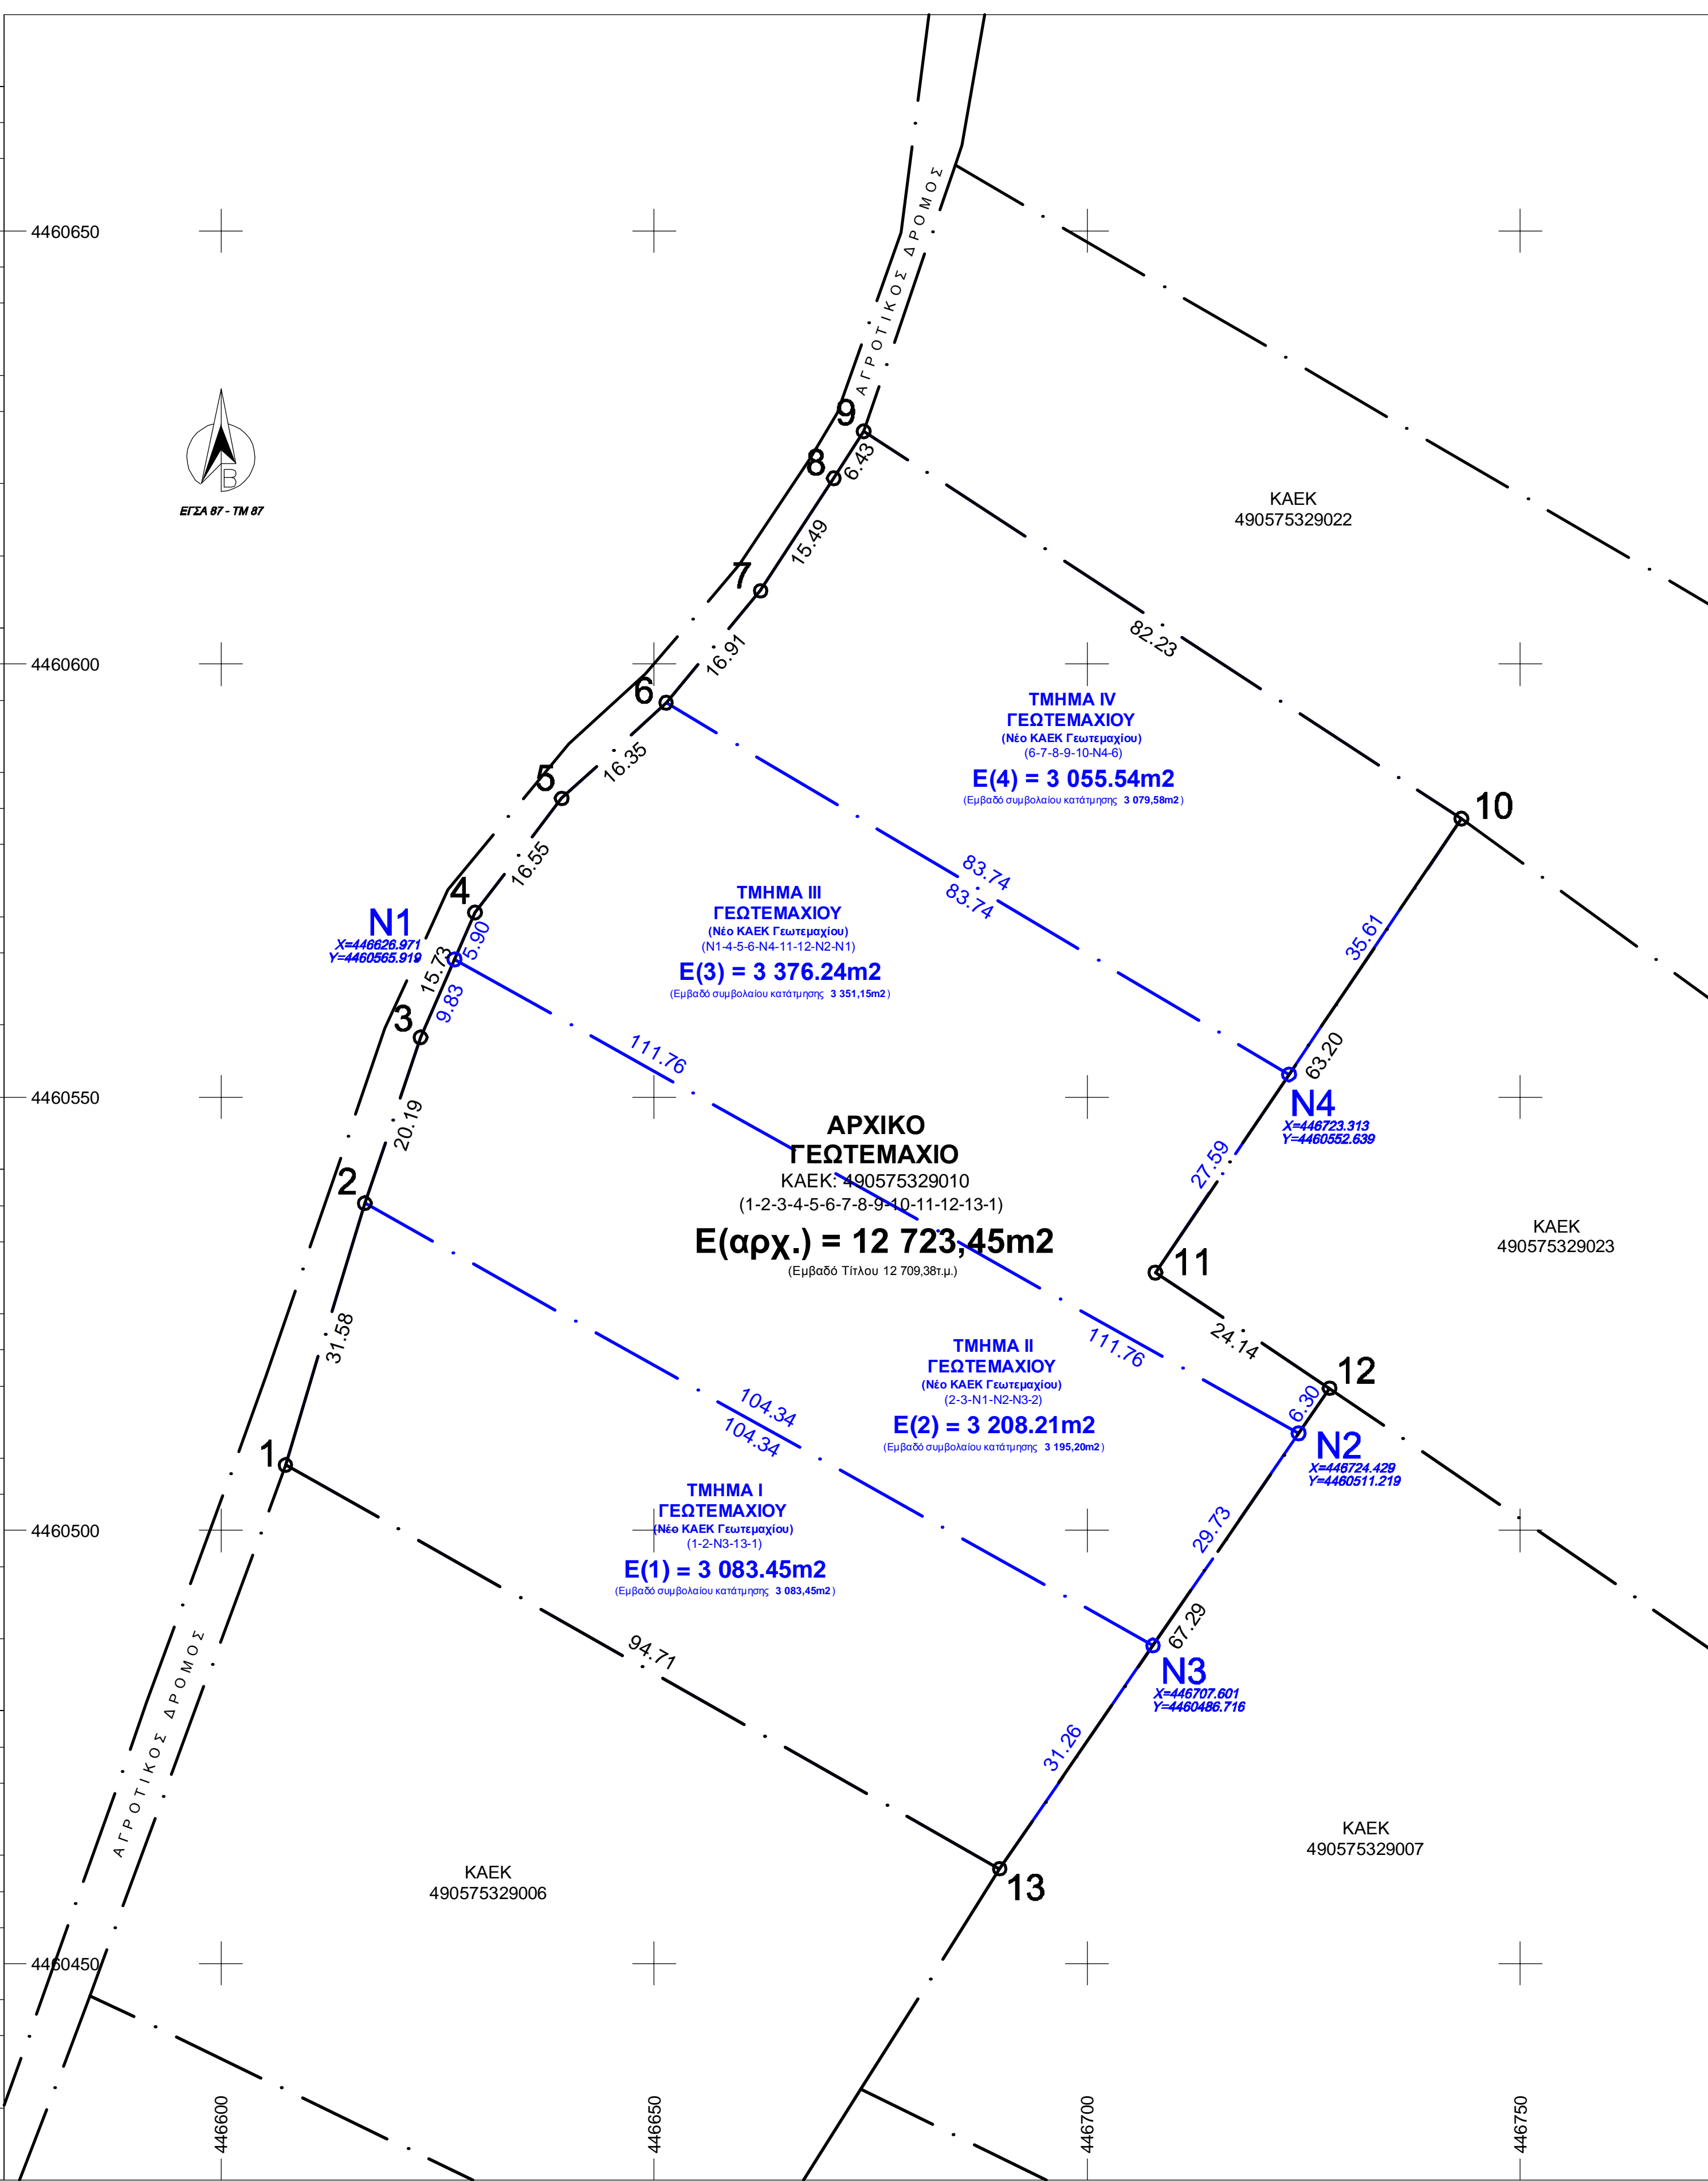 ΑΓΡΟΤΙΚΟΣ ΔΡΟΜΟΣ
4460650
9
8
6.43
Β
ΕΓΣΑ 87 - ΤΜ 87
ΚΑΕΚ
490575329022
15.49
7
82.23
16.91
4460600
6
ΤΜΗΜΑ IV
ΓΕΩΤΕΜΑΧΙΟΥ
(Νέο ΚΑΕΚ Γεωτεμαχίου)
(6-7-8-9-10-N4-6)
E(4) = 3 055.54m2
(Εμβαδό συμβολαίου κατάτμησης 3 079,58m2)
16.35
5
10
16.55
83.74
83.74
4
ΤΜΗΜΑ III
ΓΕΩΤΕΜΑΧΙΟΥ
(Νέο ΚΑΕΚ Γεωτεμαχίου)
(N1-4-5-6-N4-11-12-N2-N1)
E(3) = 3 376.24m2
(Εμβαδό συμβολαίου κατάτμησης 3 351,15m2)
N1
X=446626.971
Y=4460565.919
5.90
15.73
9.83
35.61
3
111.76
63.20
4460550
N4
X=446723.313
Y=4460552.639
20.19
27.59
ΑΡΧΙΚΟ
ΓΕΩΤΕΜΑΧΙΟ
ΚΑΕΚ: 490575329010
(1-2-3-4-5-6-7-8-9-10-11-12-13-1)
E(αρχ.) = 12 723,45m2
(Εμβαδό Τίτλου 12 709,38τ.μ.)
2
ΚΑΕΚ
490575329023
11
31.58
24.14
111.76
12
ΤΜΗΜΑ II
ΓΕΩΤΕΜΑΧΙΟΥ
(Νέο ΚΑΕΚ Γεωτεμαχίου)
(2-3-N1-N2-N3-2)
E(2) = 3 208.21m2
(Εμβαδό συμβολαίου κατάτμησης 3 195,20m2)
104.34
104.34
6.30
N2
X=446724.429
Y=4460511.219
1
ΤΜΗΜΑ I
ΓΕΩΤΕΜΑΧΙΟΥ
(Νέο ΚΑΕΚ Γεωτεμαχίου)
(1-2-N3-13-1)
E(1) = 3 083.45m2
(Εμβαδό συμβολαίου κατάτμησης 3 083,45m2)
4460500
29.73
67.29
94.71
N3
X=446707.601
Y=4460486.716
31.26
ΑΓΡΟΤΙΚΟΣ ΔΡΟΜΟΣ
ΚΑΕΚ
490575329007
ΚΑΕΚ
490575329006
13
4460450
446600
446650
446700
446750